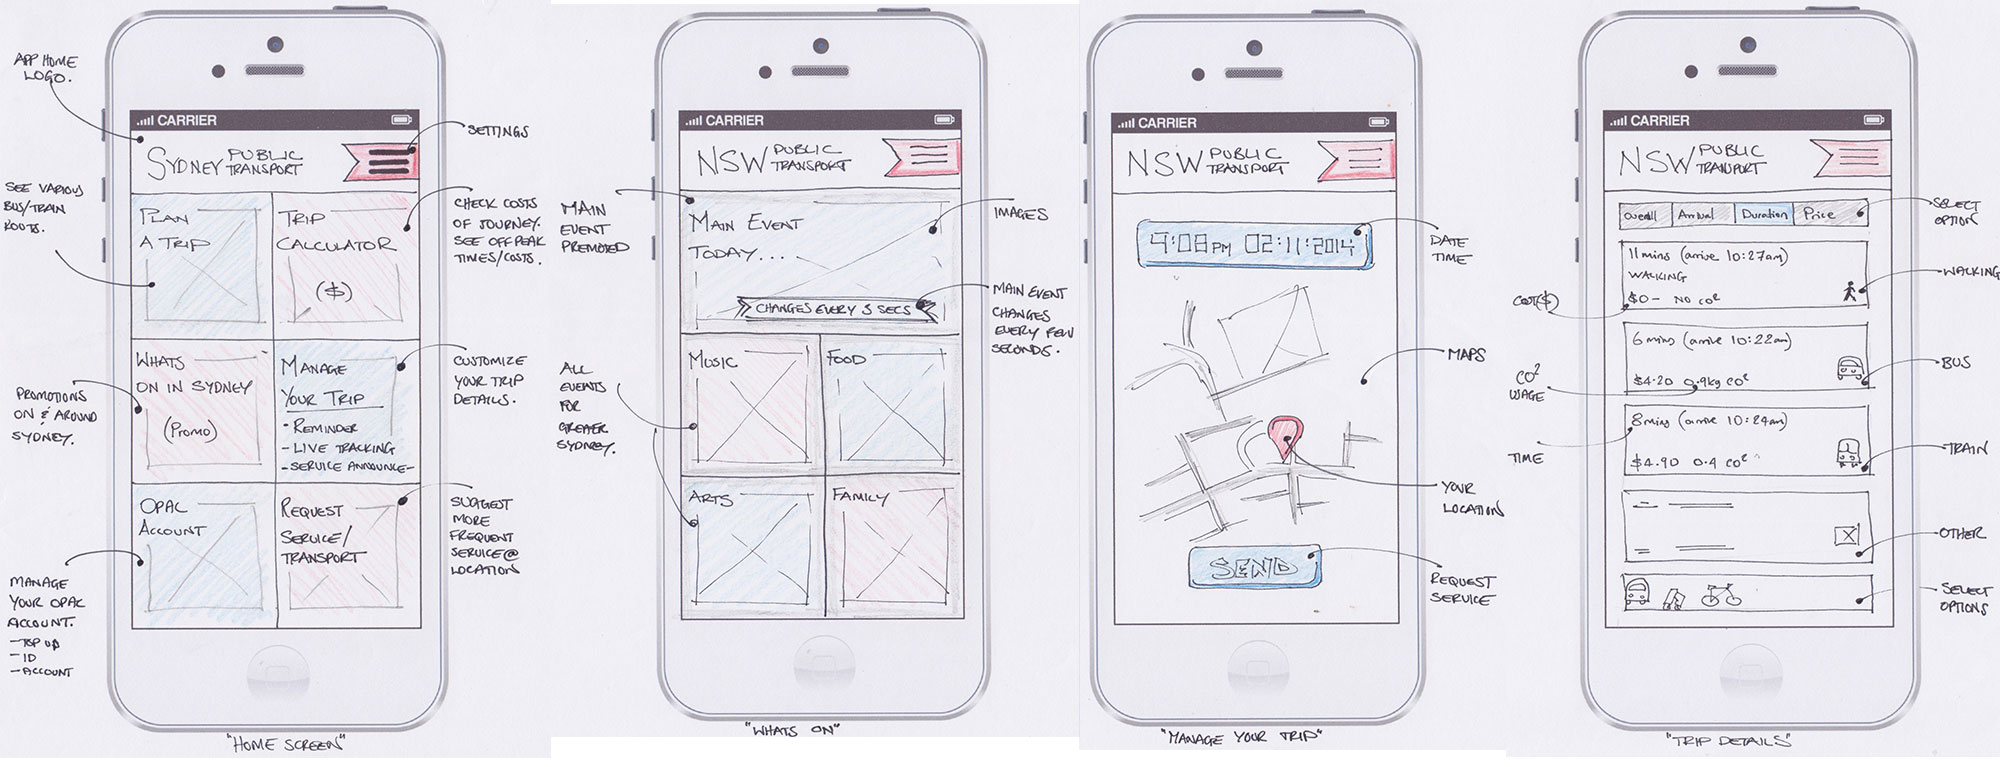 APP HOME
LOGO.
SEE VARIOUS
BUS/TRAIN
ROOTS.
PROMOTIONS
ON & AROUND
SYDNEY.
MANAGE
YOUR OPAL
ACCOUNT.
- TOP UP
- ID
- ACCOUNT
CARRIER
SYDNEY PUBLIC
TRANSPORT
PLAN
A TRIP
TRIP
CALCULATOR
($)
WHATS
ON IN SYDNEY
(PROMO)
MANAGE
YOUR TRIP
• REMINDER
- LIVE TRACKING
- SERVICE ANNOUNCE-
OPAL
ACCOUNT
REQUEST
SERVICE/
TRANSPORT
SETTINGS
CHECK COSTS
OF JOURNEY.
SEE OFF PEAK
TIMES/COSTS.
CUSTOMIZE
YOUR TRIP
DETAILS.
SUGGEST
MORE
FREQUENT
SERVICE @
LOCATION
"HOME SCREEN"
MAIN
EVENT
PREMOTED
ALL
EVENTS
FOR
GREATER
SYDNEY.
CARRIER
NSW PUBLIC
TRANSPORT
MAIN EVENT
TODAY....
CHANGES EVERY 5 SECS
MUSIC
FOOD
ARTS
FAMILY
IMAGES
MAIN EVENT
CHANGES
EVERY FEW
SECONDS.
"WHATS ON"
CARRIER
NSW PUBLIC
TRANSPORT
9:08PM 02:11:2014
SEND
DATE
TIME
MAPS
YOUR
LOCATION
REQUEST
SERVICE
"MANAGE YOUR TRIP"
COST($)
CO²
WAGE
TIME
CARRIER
NSW PUBLIC
TRANSPORT
Overall Arrival Duration Price
11 mins (arrive 10:27am)
WALKING
$0 - NO CO²
6 mins (arrive 10:22am)
$4.20 0.9kg CO²
8 mins (arrive 10:24am)
$4.90 0.4 CO²
SELECT
OPTION
WALKING
BUS
TRAIN
OTHER
SELECT
OPTIONS
"TRIP DETAILS"